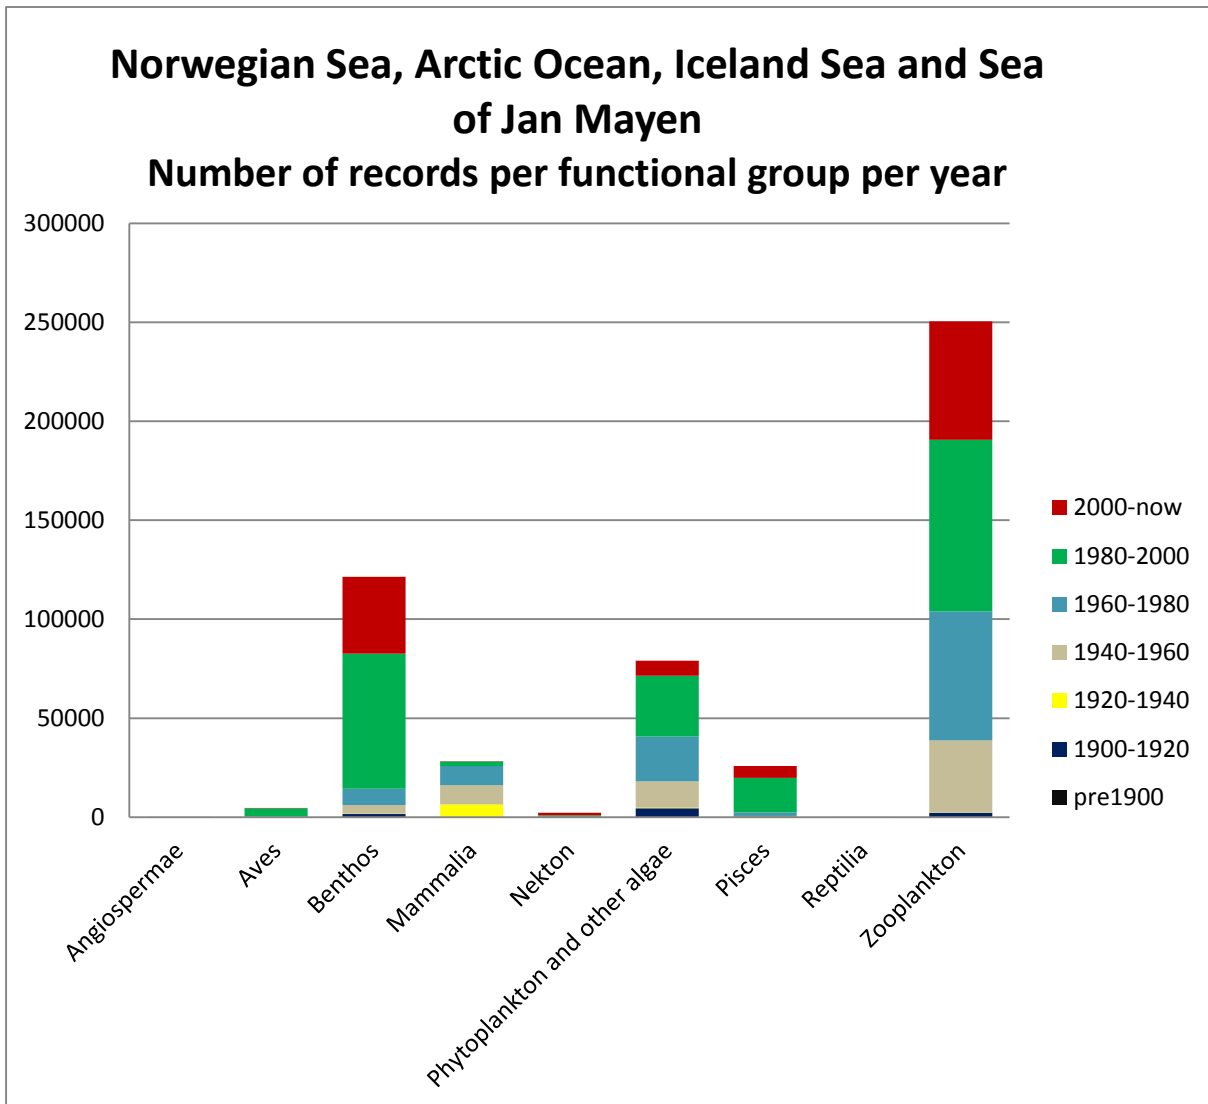 Norwegian Sea, Arctic Ocean, Iceland Sea and Sea
of Jan Mayen
Number of records per functional group per year
300000
250000
200000
150000
100000
50000
0
Angiospermae
Aves
Benthos
Mammalia
Nekton
Phytoplankton and other algae
Pisces
Reptilia
Zooplankton
2000-now
1980-2000
1960-1980
1940-1960
1920-1940
1900-1920
pre1900